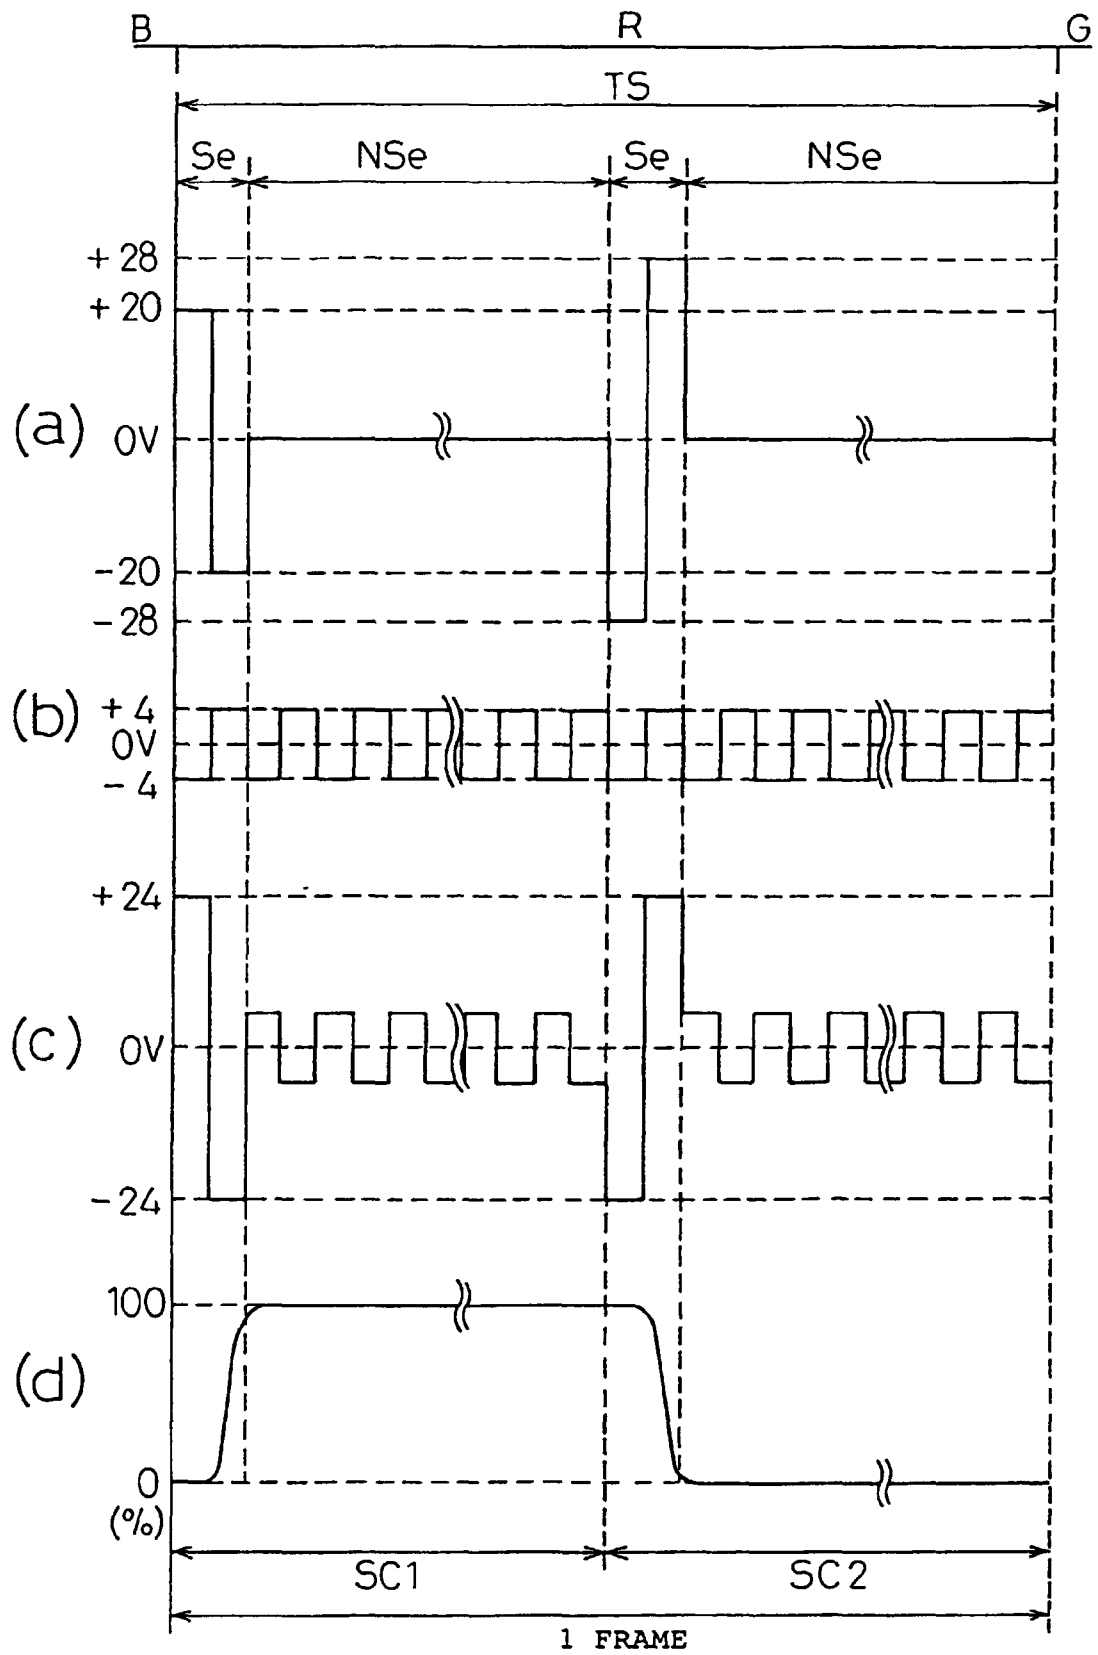 B R G
TS
Se NSe Se NSe
+28
+20
(a) 0V
-20
-28
(b) +4
0V
-4
+24
(c) 0V
-24
100
(d)
0
(%)
SC1 SC2
1 FRAME